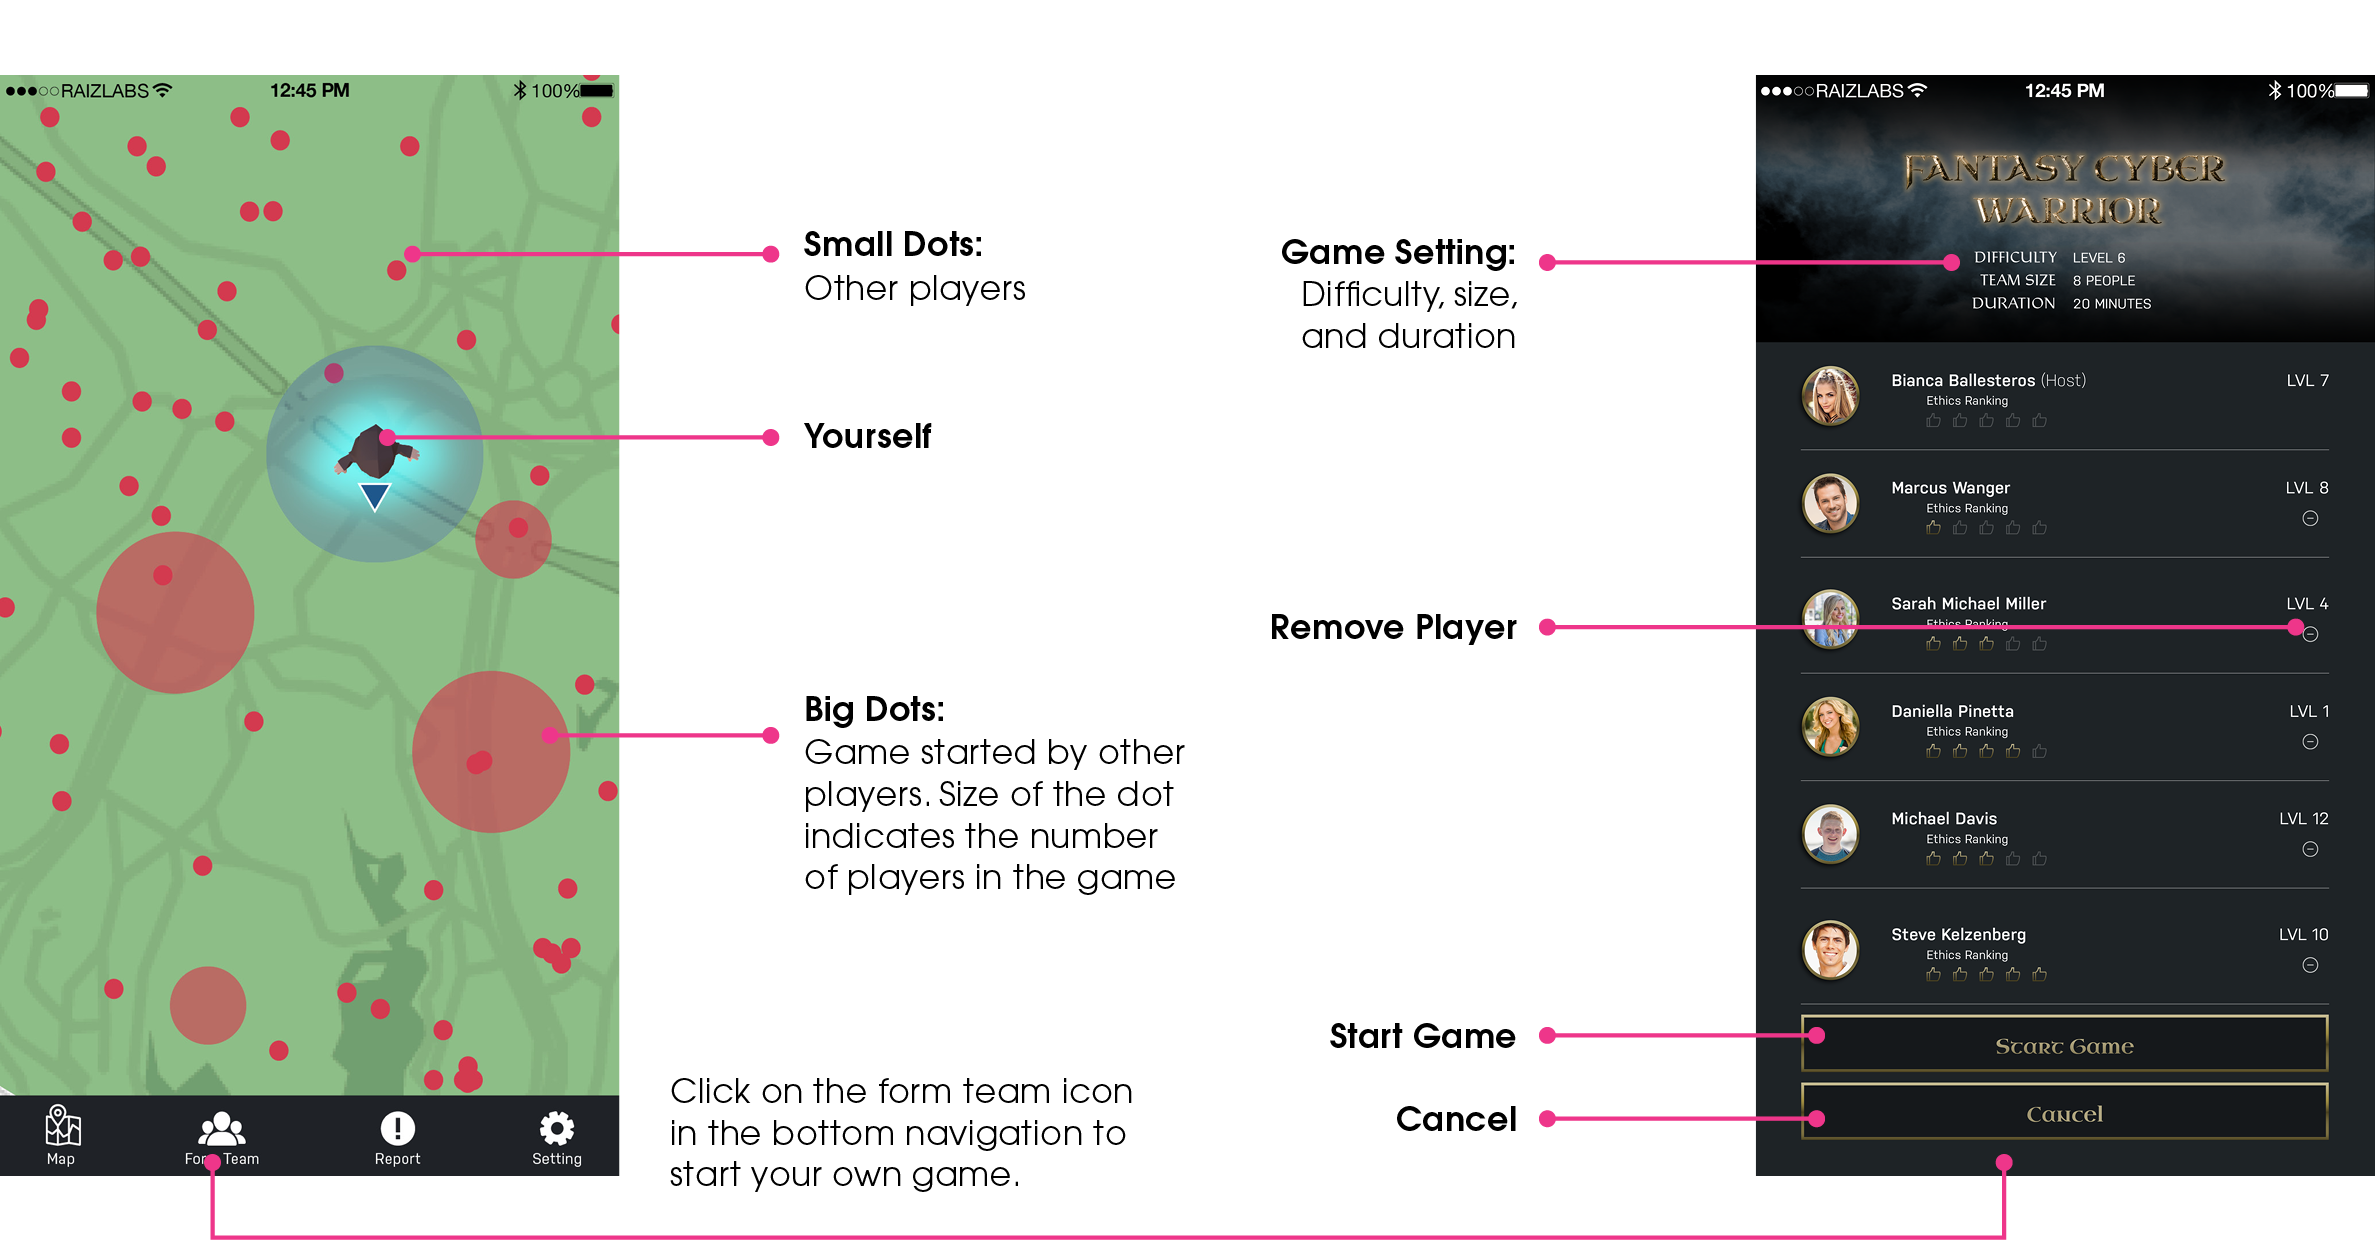 RAIZLABS 12:45 PM 100%
Small Dots:
Other players
Yourself
Big Dots:
Game started by other
players. Size of the dot
indicates the number
of players in the game
Click on the form team icon
in the bottom navigation to
start your own game.
Map
Form Team
Report
Setting
Game Setting:
Difficulty, size,
and duration
Remove Player
Start Game
Cancel
RAIZLABS 12:45 PM 100%
FANTASY CYBER
WARRIOR
DIFFICULTY LEVEL 6
TEAM SIZE 8 PEOPLE
DURATION 20 MINUTES
Bianca Ballesteros (Host) LVL 7
Ethics Ranking
Marcus Wanger LVL 8
Ethics Ranking
Sarah Michael Miller LVL 4
Ethics Ranking
Daniella Pinetta LVL 1
Ethics Ranking
Michael Davis LVL 12
Ethics Ranking
Steve Kelzenberg LVL 10
Ethics Ranking
Start Game
Cancel